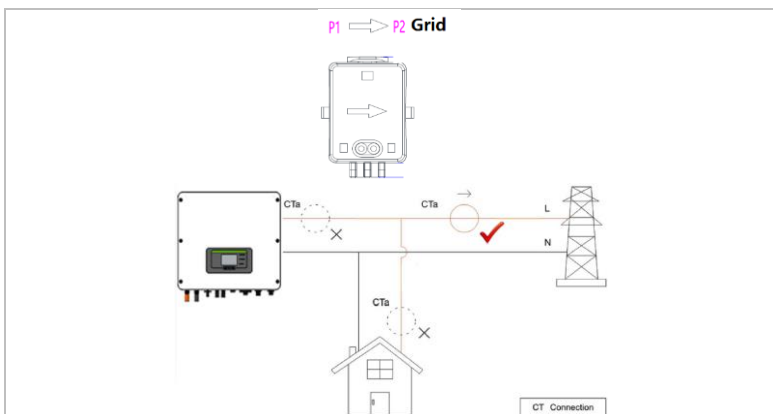 P1 P2 Grid
CTa
CTa
L
N
CTa
CT Connection